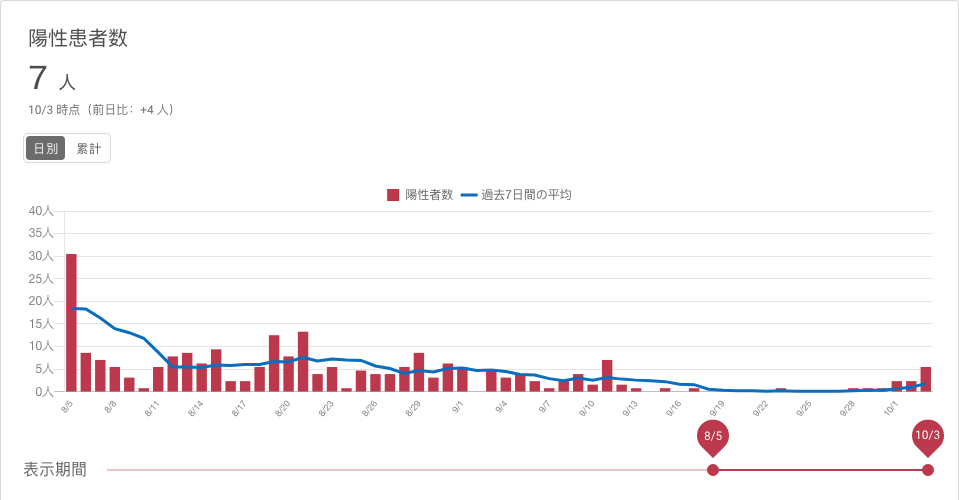 陽性患者数
7 人
10/3 時点（前日比：+4 人）
日別 累計
陽性者数 過去7日間の平均
40人
35人
30人
25人
20人
15人
10人
5人
0人
8/5 8/8 8/11 8/14 8/17 8/20 8/23 8/26 8/29 9/1 9/4 9/7 9/10 9/13 9/16 9/19 9/22 9/25 9/28 10/1
8/5 10/3
表示期間